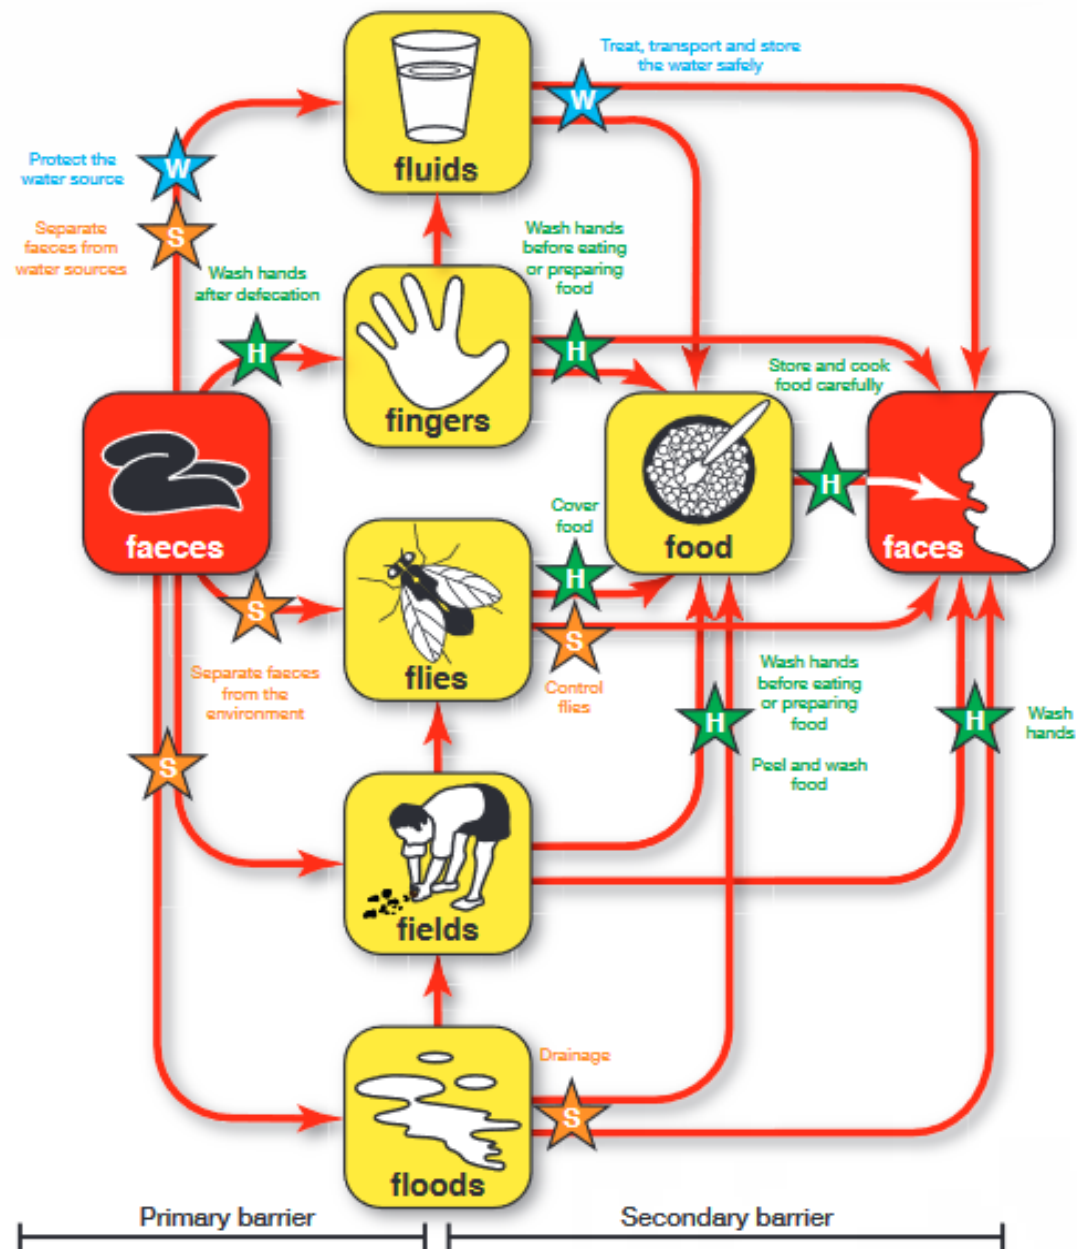 Treat, transport and store
the water safely
W
fluids
Protect the
water source
W
Separate
faeces from
water sources
S
Wash hands
after defecation
H
Wash hands
before eating
or preparing
food
H
fingers
Store and cook
food carefully
H
faeces
food
faces
Cover
food
H
S
flies
S
Control
flies
Separate faeces
from the
environment
S
Wash hands
before eating
or preparing
food
H
Peel and wash
food
H
Wash
hands
fields
Drainage
S
floods
Primary barrier
Secondary barrier